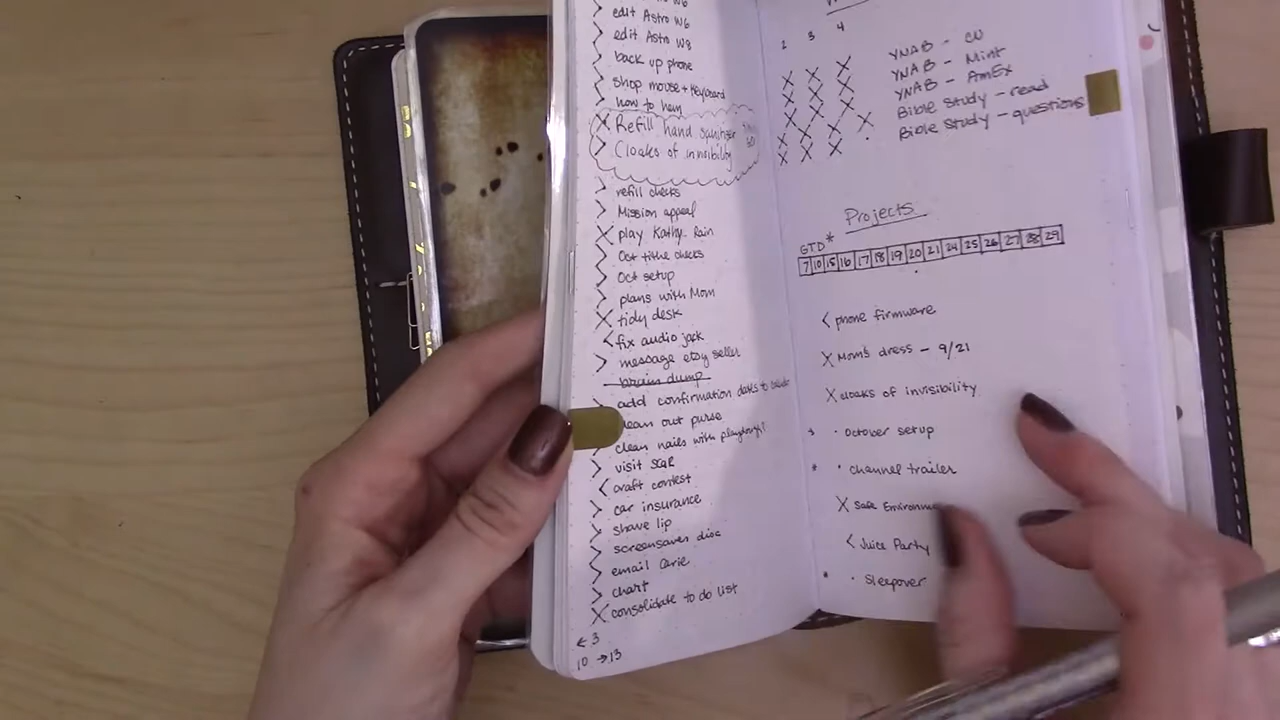 edit Astro W6
edit Astro W8
> back up phone
> shop mouse + keyboard
> how to hem
X Refill hand sanitizer
> Cloaks of invisibility
> refill checks
> Mission appeal
X play Kathy Rain
> Oct tithe checks
> Oct setup
> plans with Mom
X tidy desk
< fix audio jack
> message etsy seller
brain dump
> add confirmation dates to
clean out purse
clean nails with
> visit
< craft contest
> car insurance
> shave lip
> screensaver disc
> email Carie
> chart
X consolidate to do list
← 3
10 → 13
2 3 4
X X X YNAB - CU
X X X YNAB - Mint
X X X YNAB - AmEx
X X X X Bible Study - read
X X X Bible Study - questions
Projects
GTD *
7 10 15 16 17 18 19 20 21 24 25 26 27 28 29
< phone firmware
X Mom's dress - 9/21
X cloaks of invisibility
· October setup
* · channel trailer
X Safe
< Juice Party
* · Sleepover